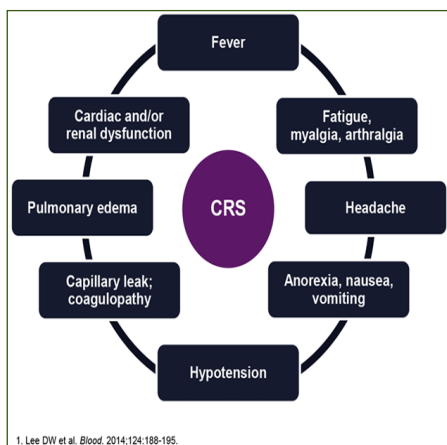 Fever
Fatigue,
myalgia, arthralgia
Headache
Anorexia, nausea,
vomiting
Hypotension
Capillary leak;
coagulopathy
Pulmonary edema
Cardiac and/or
renal dysfunction
CRS
1. Lee DW et al. Blood. 2014;124:188-195.